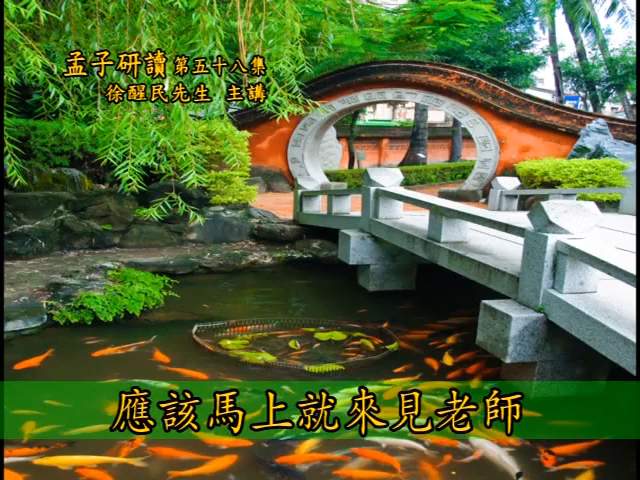 孟子研讀 第五十八集
徐醒民先生 主講
應該馬上就來見老師